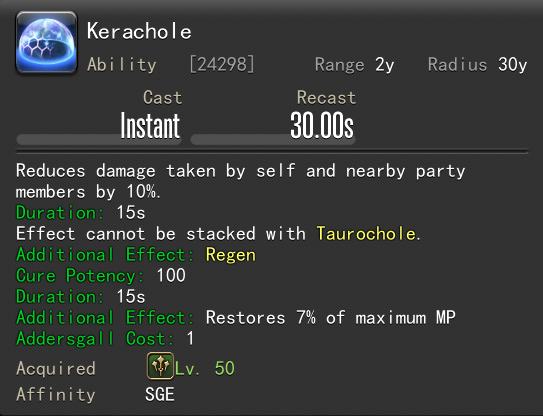 Kerachole
Ability [24298] Range 2y Radius 30y
Cast Recast
Instant 30.00s
Reduces damage taken by self and nearby party
members by 10%.
Duration: 15s
Effect cannot be stacked with Taurochole.
Additional Effect: Regen
Cure Potency: 100
Duration: 15s
Additional Effect: Restores 7% of maximum MP
Addersgall Cost: 1
Acquired Lv. 50
Affinity SGE